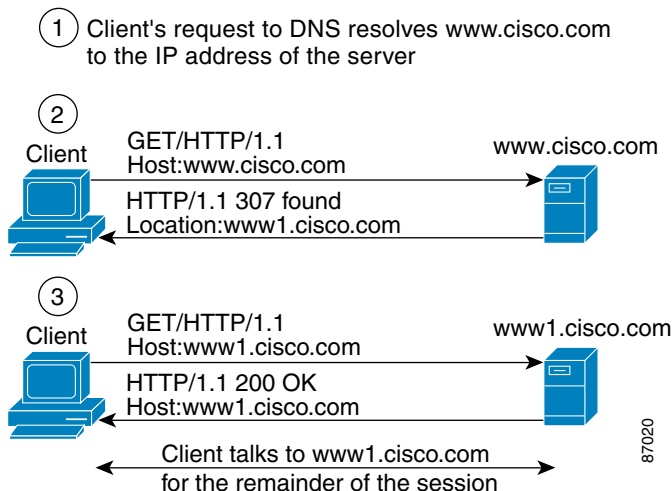 1 Client's request to DNS resolves www.cisco.com
to the IP address of the server
2
Client
GET/HTTP/1.1
Host:www.cisco.com
www.cisco.com
HTTP/1.1 307 found
Location:www1.cisco.com
3
Client
GET/HTTP/1.1
Host:www1.cisco.com
www1.cisco.com
HTTP/1.1 200 OK
Host:www1.cisco.com
Client talks to www1.cisco.com
for the remainder of the session
87020